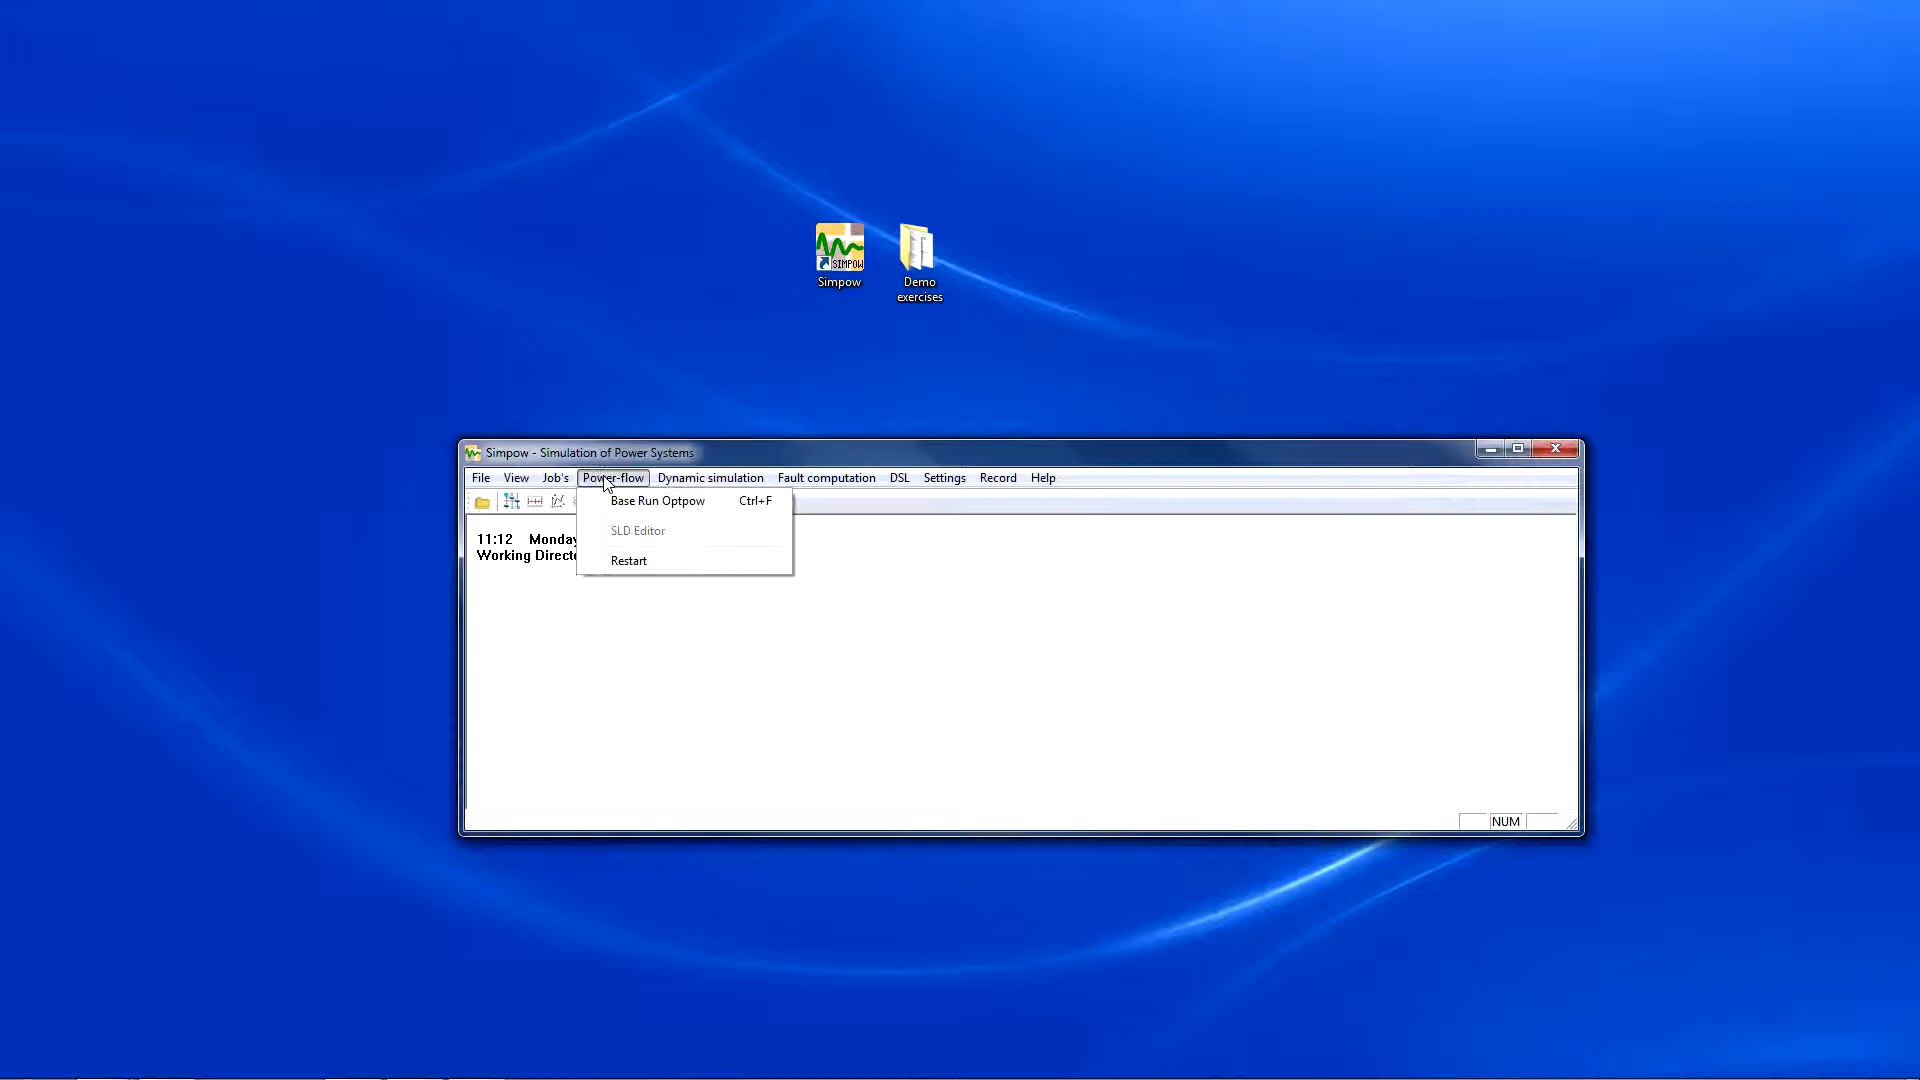 SIMPOW
Simpow
Demo
exercises
Simpow - Simulation of Power Systems
File View Job's Power-flow Dynamic simulation Fault computation DSL Settings Record Help
Base Run Optpow Ctrl+F
SLD Editor
Restart
11:12 Monday
Working Direct
NUM